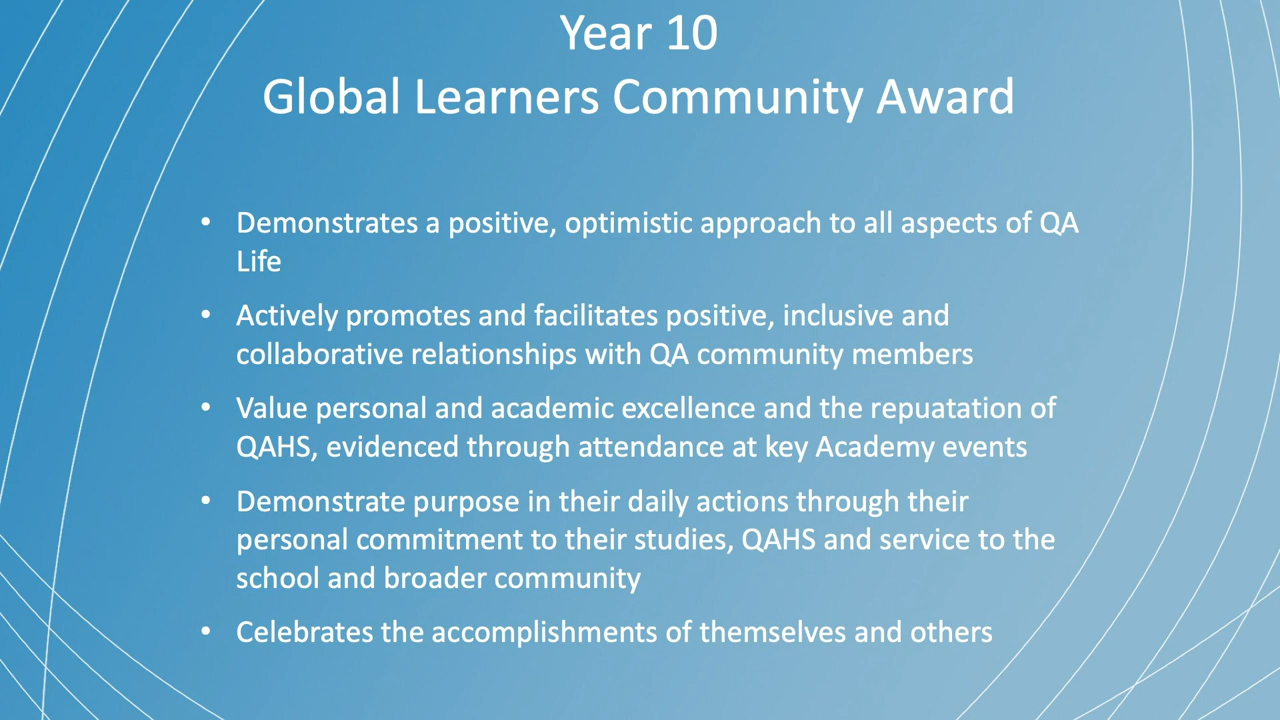 Year 10
Global Learners Community Award
• Demonstrates a positive, optimistic approach to all aspects of QA
Life
• Actively promotes and facilitates positive, inclusive and
collaborative relationships with QA community members
• Value personal and academic excellence and the repuatation of
QAHS, evidenced through attendance at key Academy events
• Demonstrate purpose in their daily actions through their
personal commitment to their studies, QAHS and service to the
school and broader community
• Celebrates the accomplishments of themselves and others